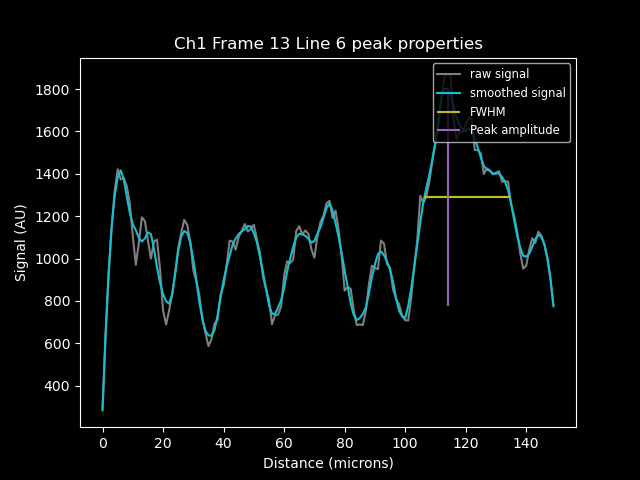 Ch1 Frame 13 Line 6 peak properties
raw signal
smoothed signal
FWHM
Peak amplitude
Signal (AU)
1800
1600
1400
1200
1000
800
600
400
0 20 40 60 80 100 120 140
Distance (microns)